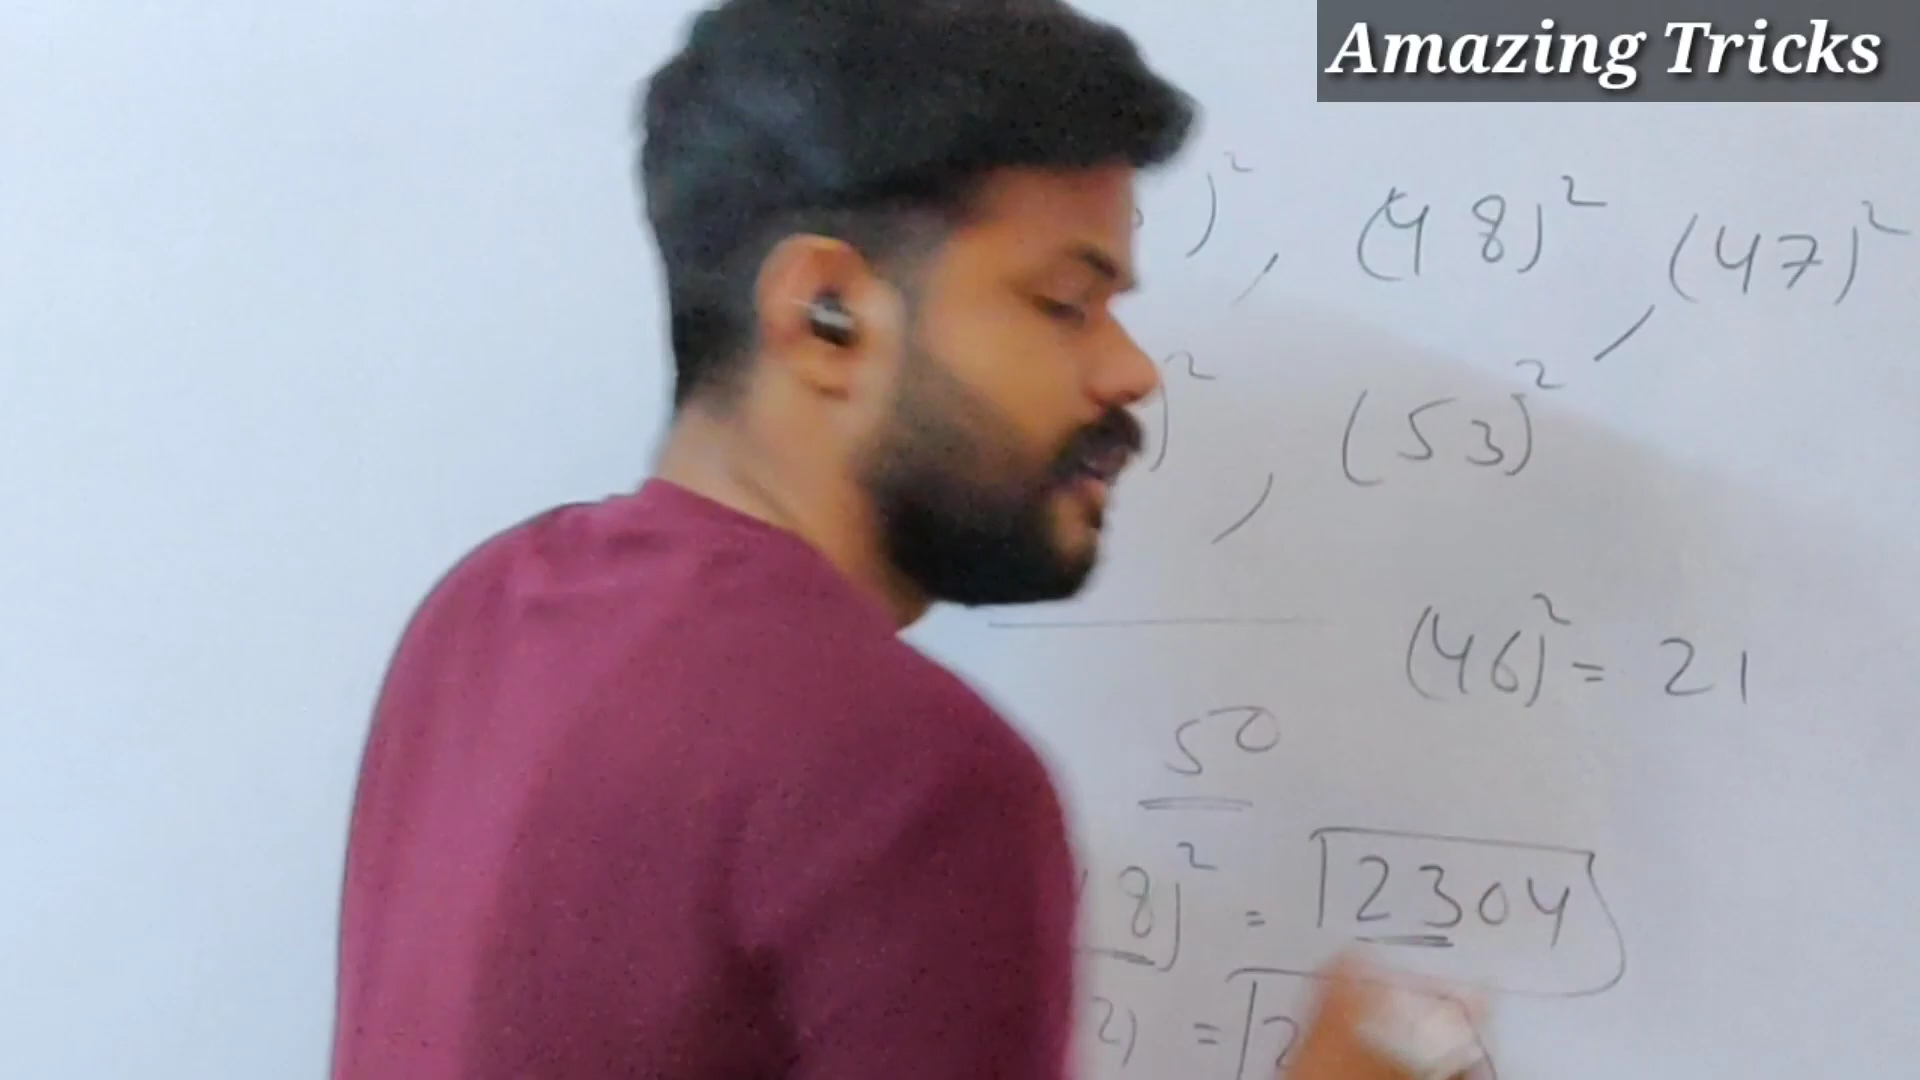 Amazing Tricks
)², (48)², (47)²
)², (53)²
(46)² = 21
50
8)² = 2304
2) = 2